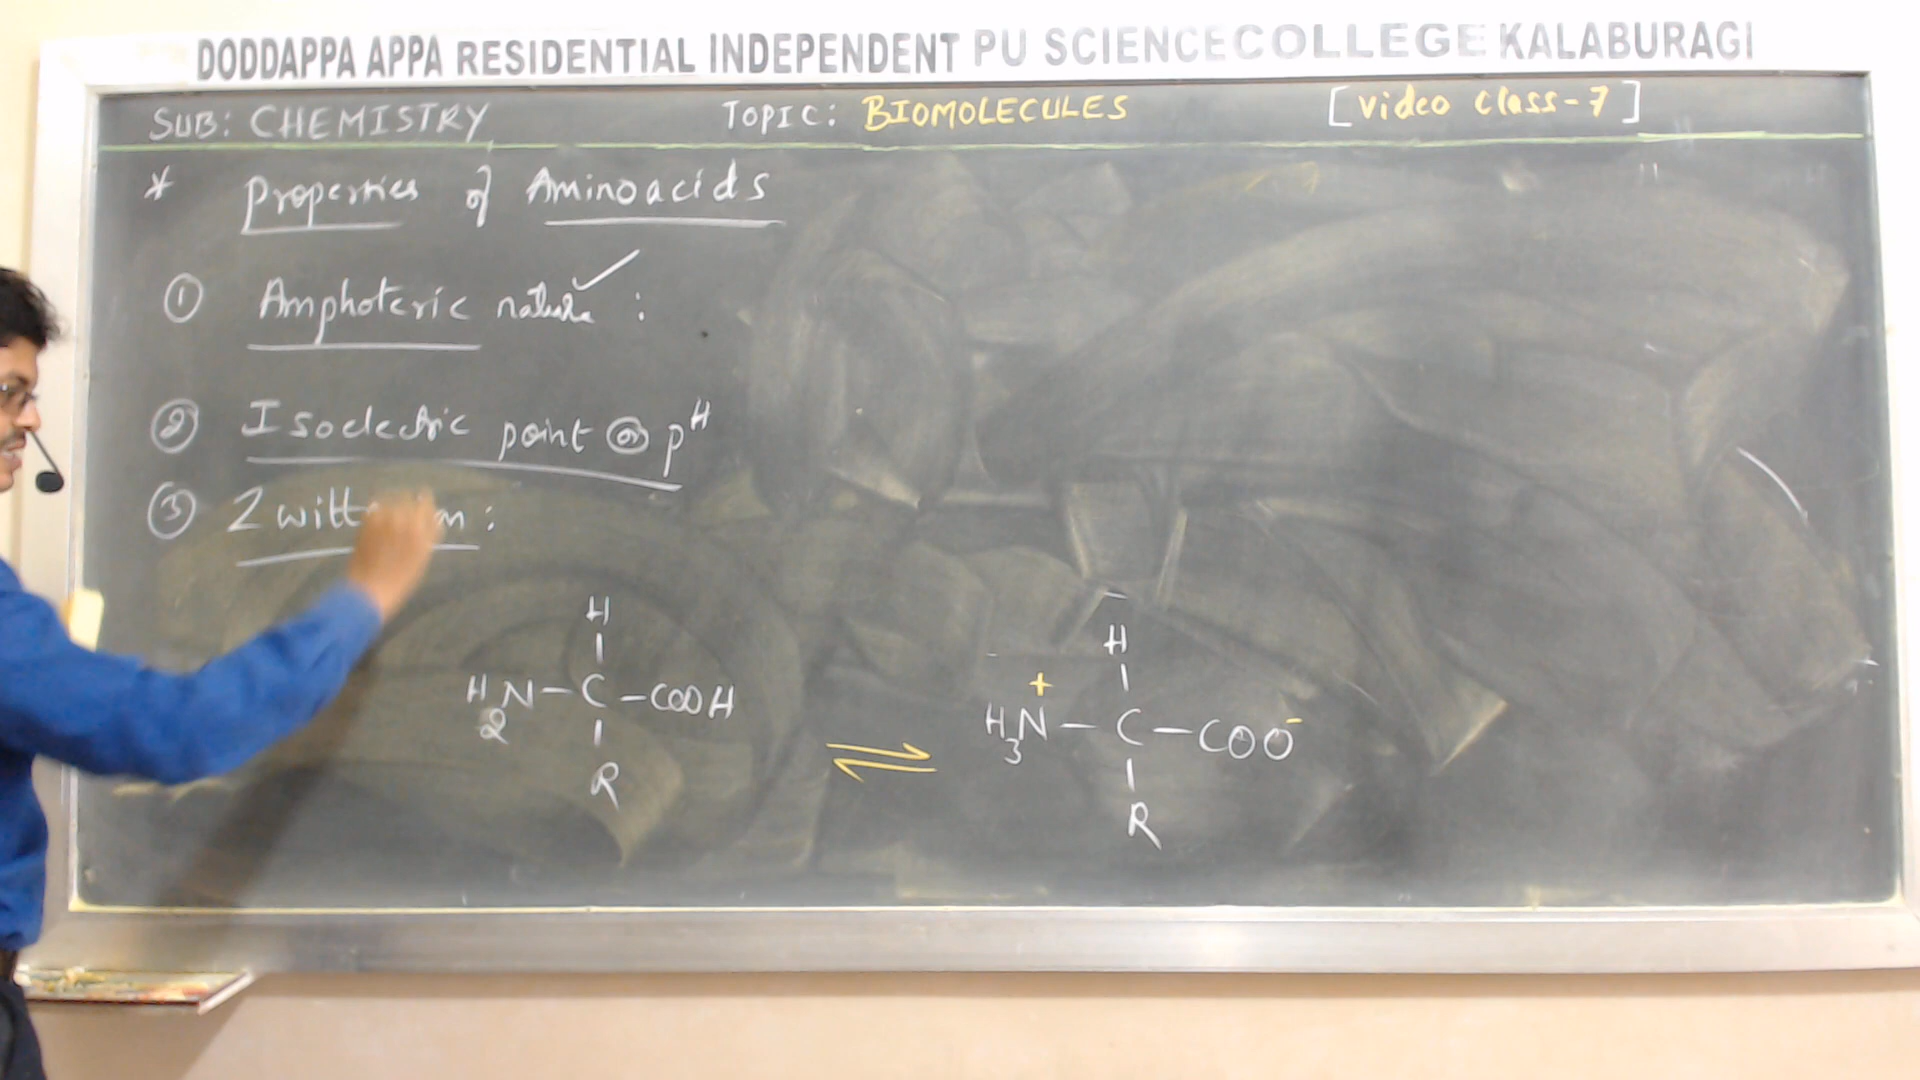 DODDAPPA APPA RESIDENTIAL INDEPENDENT PU SCIENCE COLLEGE KALABURAGI
SUB: CHEMISTRY TOPIC: BIOMOLECULES [Video Class-7]
* Properties of Aminoacids
① Amphoteric nature :
② Isoelectric point or pH
③ :
H
H2N-C-COOH
R
⇌
H
H3N+-C-COO-
R